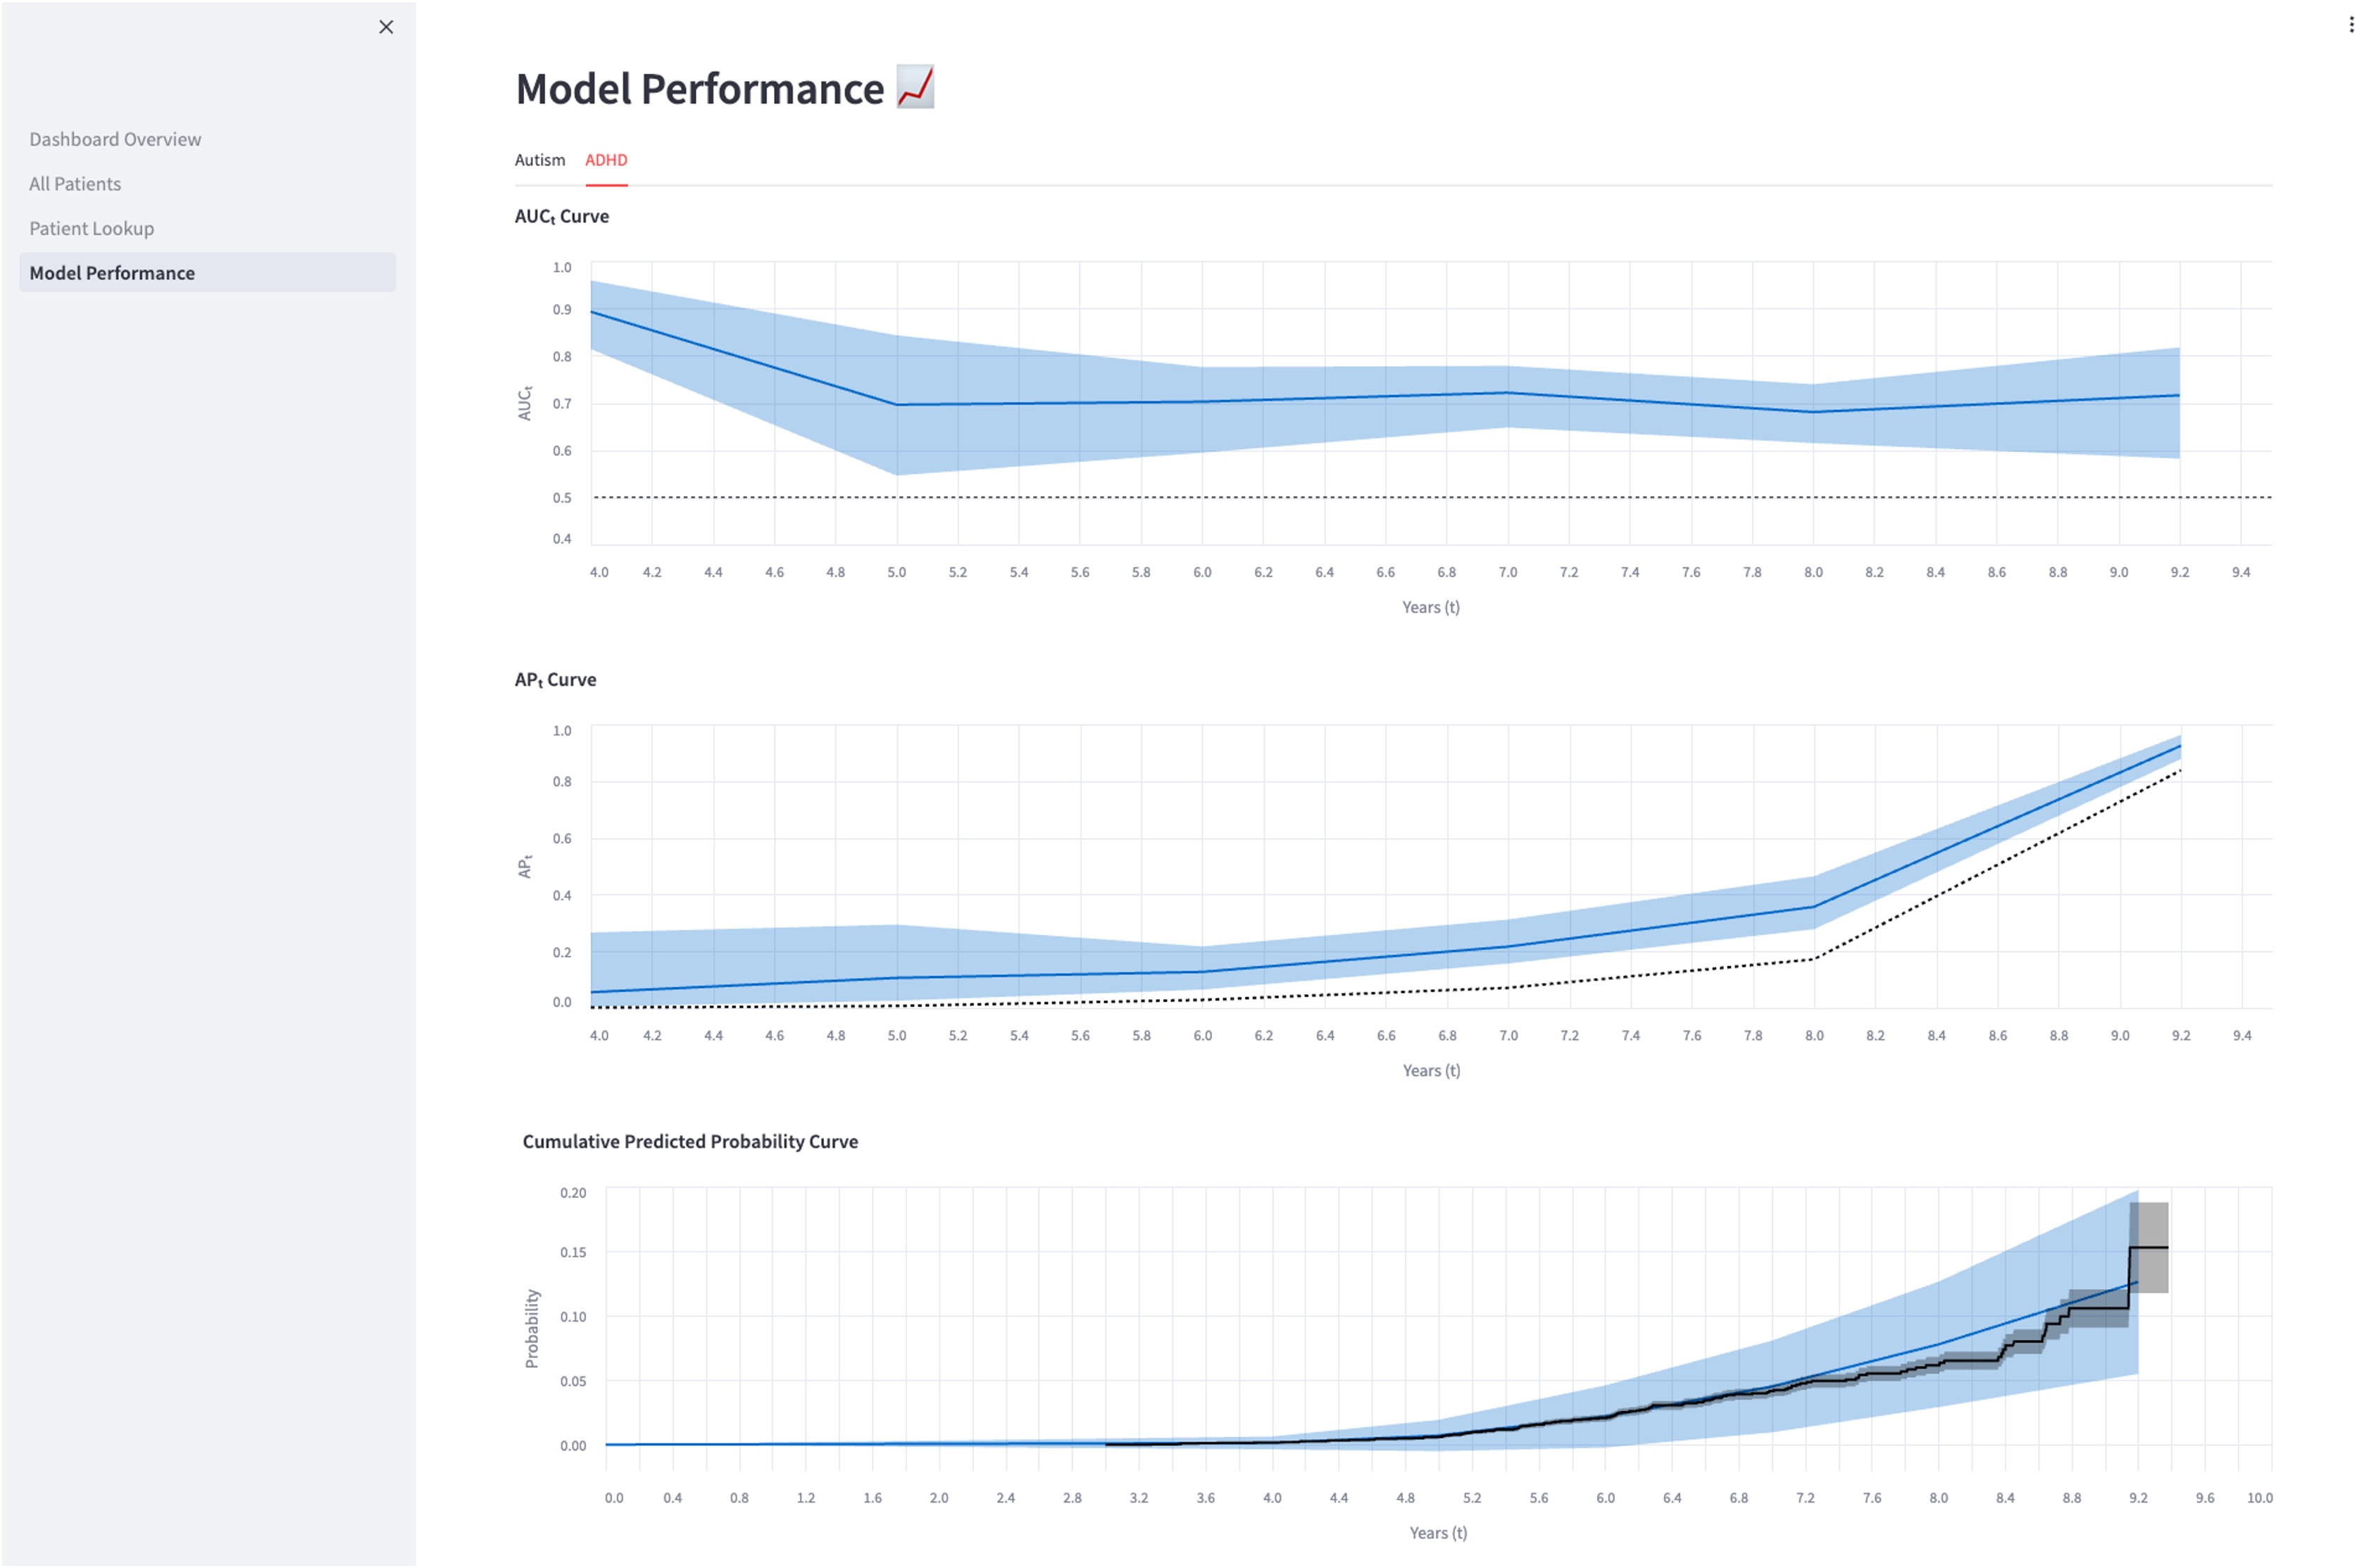 Dashboard Overview
All Patients
Patient Lookup
Model Performance
Model Performance 📈
Autism ADHD
AUCₜ Curve
1.0
0.9
0.8
0.7
0.6
0.5
0.4
AUCₜ
4.0 4.2 4.4 4.6 4.8 5.0 5.2 5.4 5.6 5.8 6.0 6.2 6.4 6.6 6.8 7.0 7.2 7.4 7.6 7.8 8.0 8.2 8.4 8.6 8.8 9.0 9.2 9.4
Years (t)
APₜ Curve
1.0
0.8
0.6
0.4
0.2
0.0
APₜ
4.0 4.2 4.4 4.6 4.8 5.0 5.2 5.4 5.6 5.8 6.0 6.2 6.4 6.6 6.8 7.0 7.2 7.4 7.6 7.8 8.0 8.2 8.4 8.6 8.8 9.0 9.2 9.4
Years (t)
Cumulative Predicted Probability Curve
0.20
0.15
0.10
0.05
0.00
Probability
0.0 0.4 0.8 1.2 1.6 2.0 2.4 2.8 3.2 3.6 4.0 4.4 4.8 5.2 5.6 6.0 6.4 6.8 7.2 7.6 8.0 8.4 8.8 9.2 9.6 10.0
Years (t)